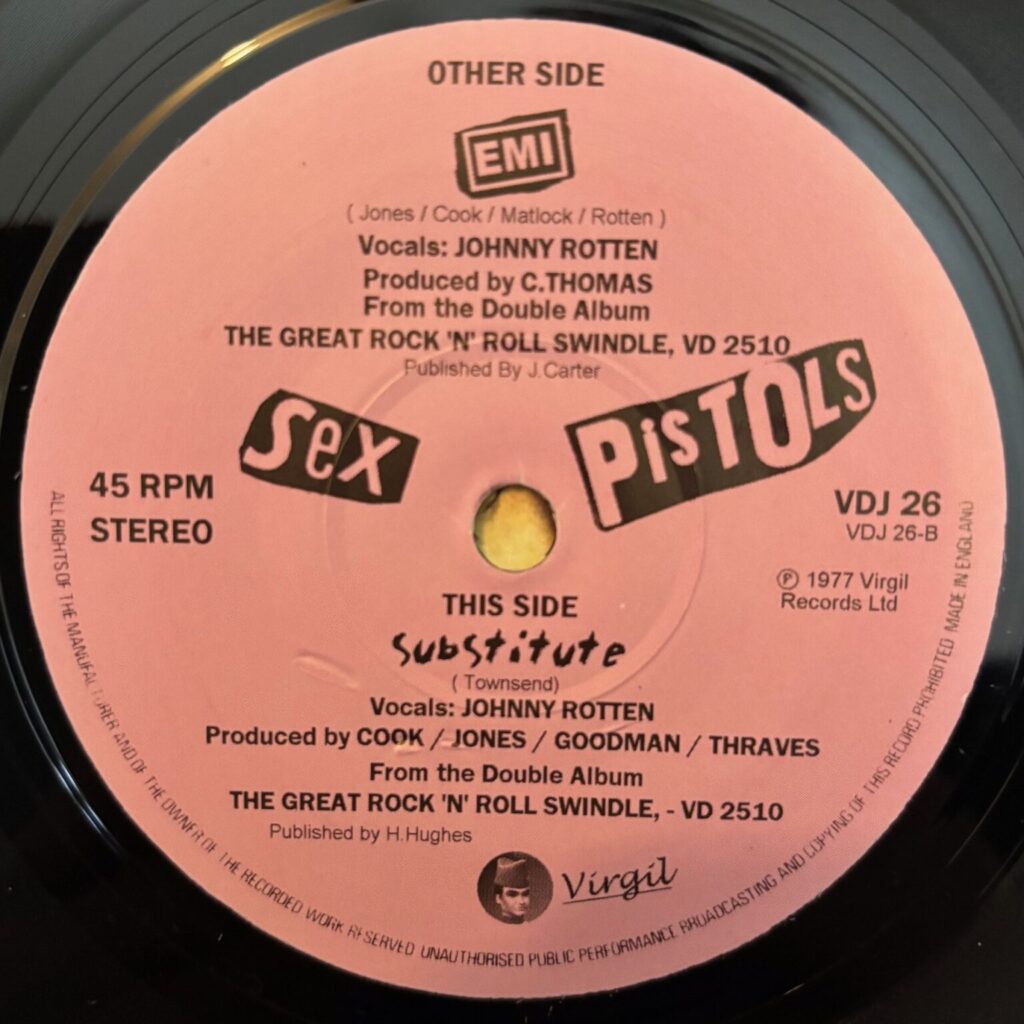 OTHER SIDE
EMI
( Jones / Cook / Matlock / Rotten )
Vocals: JOHNNY ROTTEN
Produced by C.THOMAS
From the Double Album
THE GREAT ROCK 'N' ROLL SWINDLE, VD 2510
Published By J.Carter
Sex PiSTOLS
45 RPM
STEREO
VDJ 26
VDJ 26-B
Ⓟ 1977 Virgil
Records Ltd
THIS SIDE
substitute
( Townsend)
Vocals: JOHNNY ROTTEN
Produced by COOK / JONES / GOODMAN / THRAVES
From the Double Album
THE GREAT ROCK 'N' ROLL SWINDLE, - VD 2510
Published by H.Hughes
Virgil
ALL RIGHTS OF THE MANUFACTURER AND OF THE OWNER OF THE RECORDED WORK RESERVED UNAUTHORISED PUBLIC PERFORMANCE BROADCASTING AND COPYING OF THIS RECORD PROHIBITED MADE IN ENGLAND